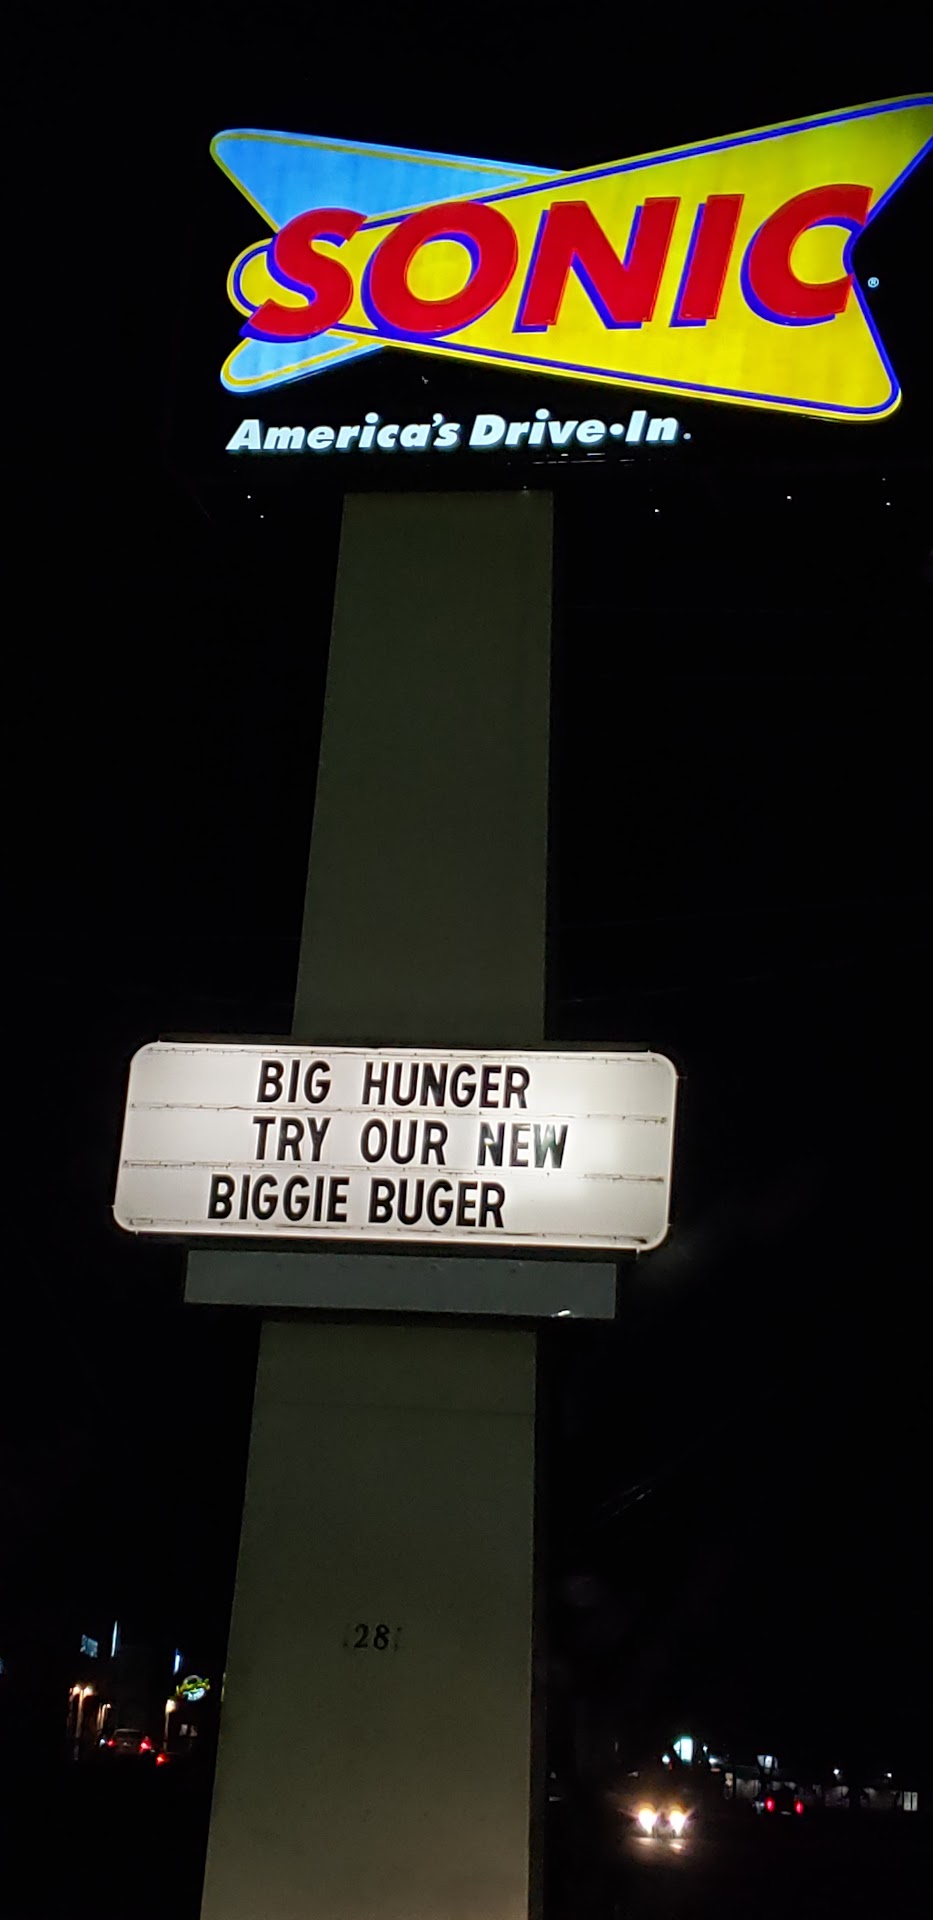 SONIC®
America's Drive•In.
BIG HUNGER
TRY OUR NEW
BIGGIE BUGER
28